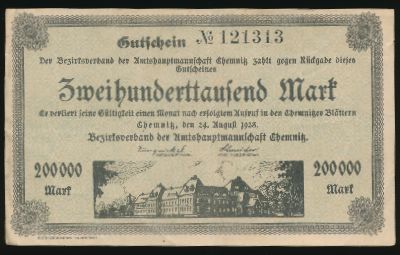 Gutschein № 121313
Der Bezirksverband der Amtshauptmannschaft Chemnitz zahlt gegen Rückgabe dieses
Gutscheines
Zweihunderttausend Mark
Es verliert seine Gültigkeit einen Monat nach erfolgtem Aufruf in den Chemnitzer Blättern
Chemnitz, den 24. August 1923.
Bezirksverband der Amtshauptmannschaft Chemnitz.
200000
Mark
200000
Mark